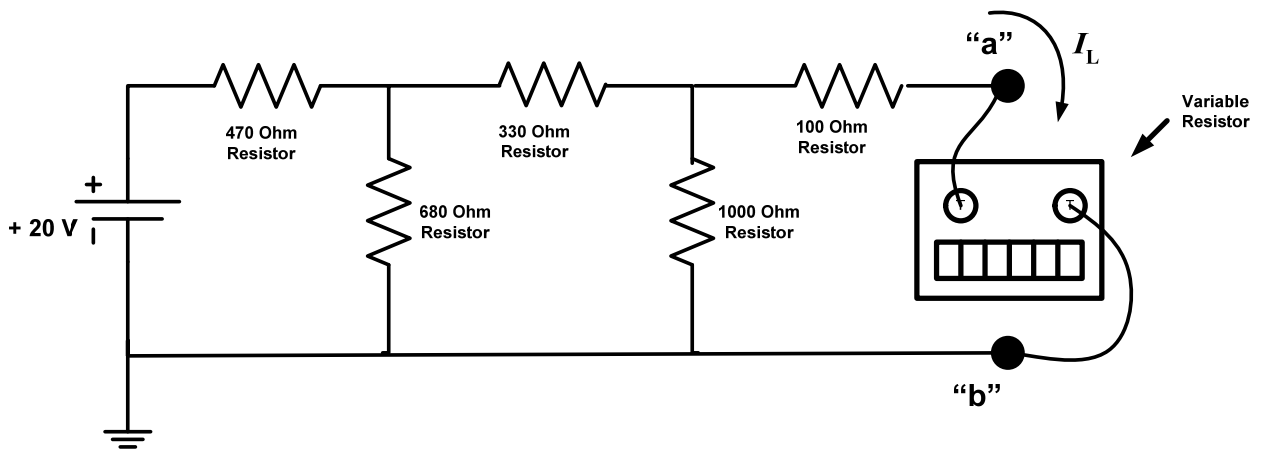 “a”
I_L
Variable
Resistor
470 Ohm
Resistor
330 Ohm
Resistor
100 Ohm
Resistor
+
+ 20 V
680 Ohm
Resistor
1000 Ohm
Resistor
“b”